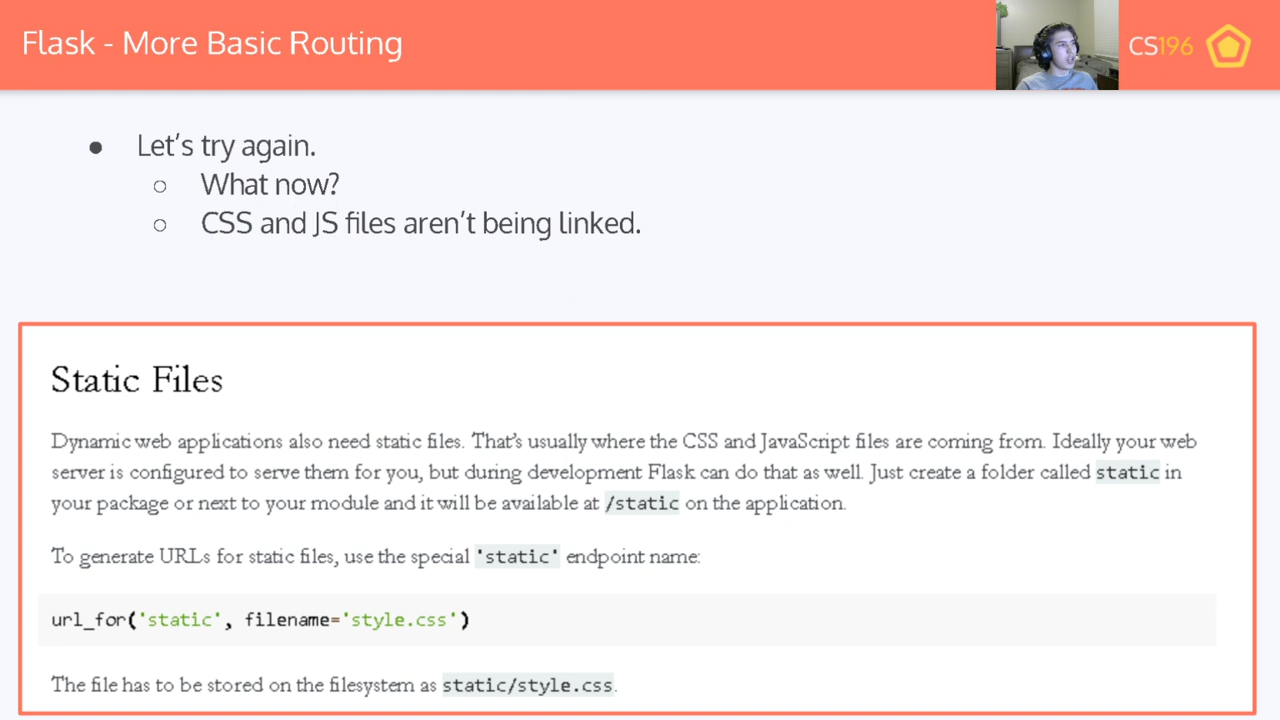 Flask - More Basic Routing
CS196
● Let's try again.
○ What now?
○ CSS and JS files aren't being linked.
Static Files
Dynamic web applications also need static files. That's usually where the CSS and JavaScript files are coming from. Ideally your web
server is configured to serve them for you, but during development Flask can do that as well. Just create a folder called static in
your package or next to your module and it will be available at /static on the application.
To generate URLs for static files, use the special 'static' endpoint name:
url_for('static', filename='style.css')
The file has to be stored on the filesystem as static/style.css.